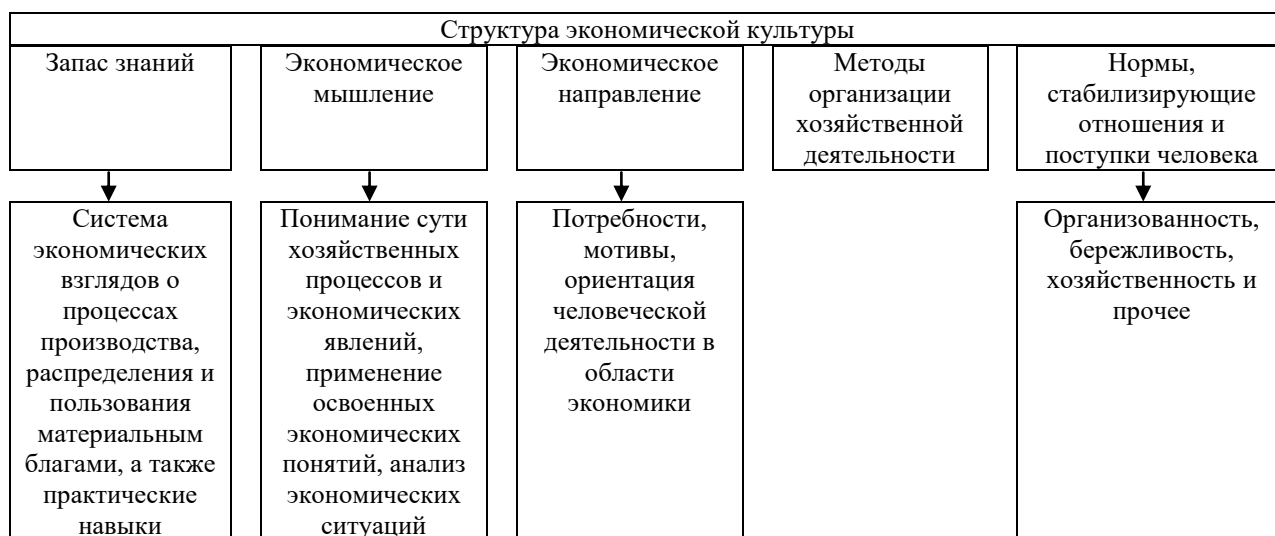 Структура экономической культуры
Запас знаний
Экономическое
мышление
Экономическое
направление
Методы
организации
хозяйственной
деятельности
Нормы,
стабилизирующие
отношения и
поступки человека
Система
экономических
взглядов о
процессах
производства,
распределения и
пользования
материальным
благами, а также
практические
навыки
Понимание сути
хозяйственных
процессов и
экономических
явлений,
применение
освоенных
экономических
понятий, анализ
экономических
ситуаций
Потребности,
мотивы,
ориентация
человеческой
деятельности в
области
экономики
Организованность,
бережливость,
хозяйственность и
прочее